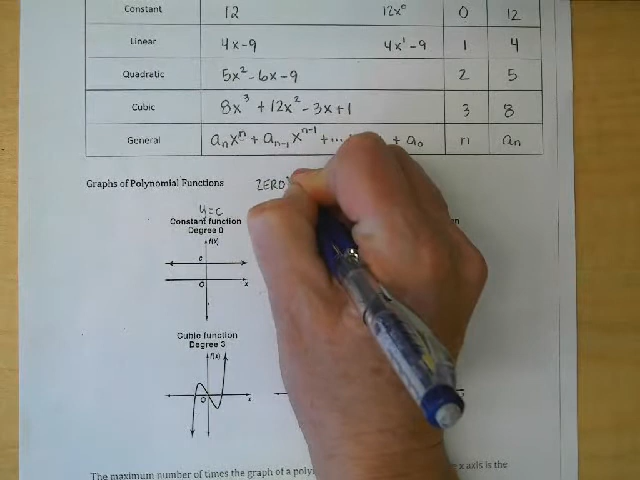 Constant 12 12x⁰ 0 12
Linear 4x-9 4x¹-9 1 4
Quadratic 5x²-6x-9 2 5
Cubic 8x³+12x²-3x+1 3 8
General aₙxⁿ + aₙ₋₁xⁿ⁻¹ +... + a₀ n aₙ
Graphs of Polynomial Functions ZERO
y=c
Constant function
Degree 0
f(x)
c
0 x
Cubic function
Degree 3
f(x)
0 x
The maximum number of times the graph of a x axis is the